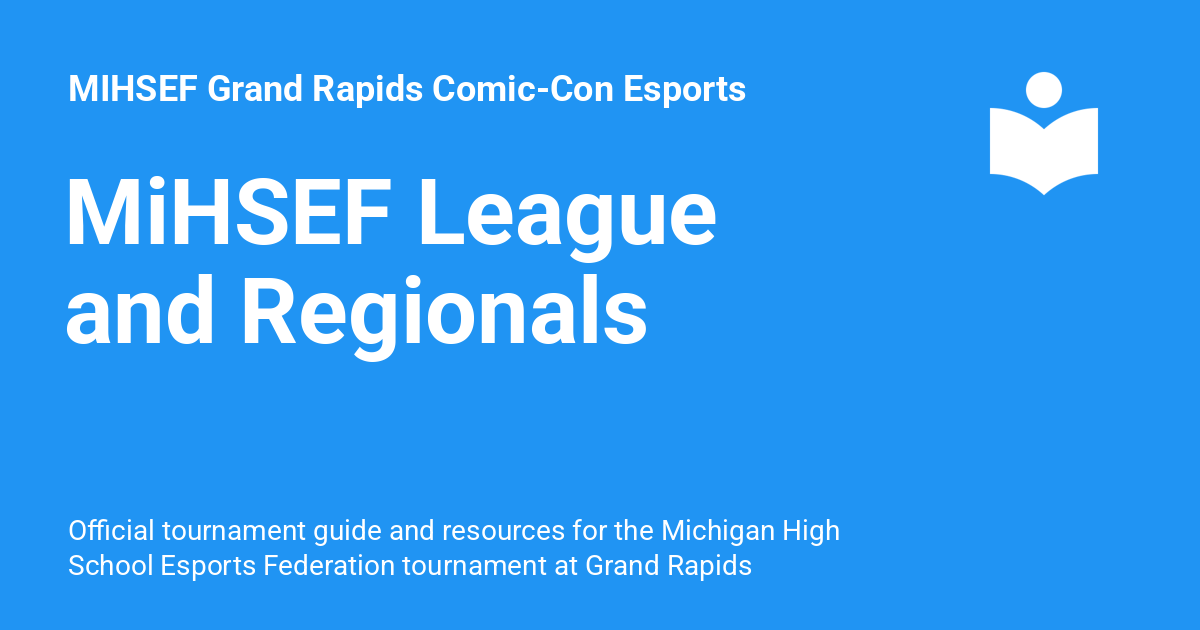 MIHSEF Grand Rapids Comic-Con Esports
MiHSEF League
and Regionals
Official tournament guide and resources for the Michigan High
School Esports Federation tournament at Grand Rapids